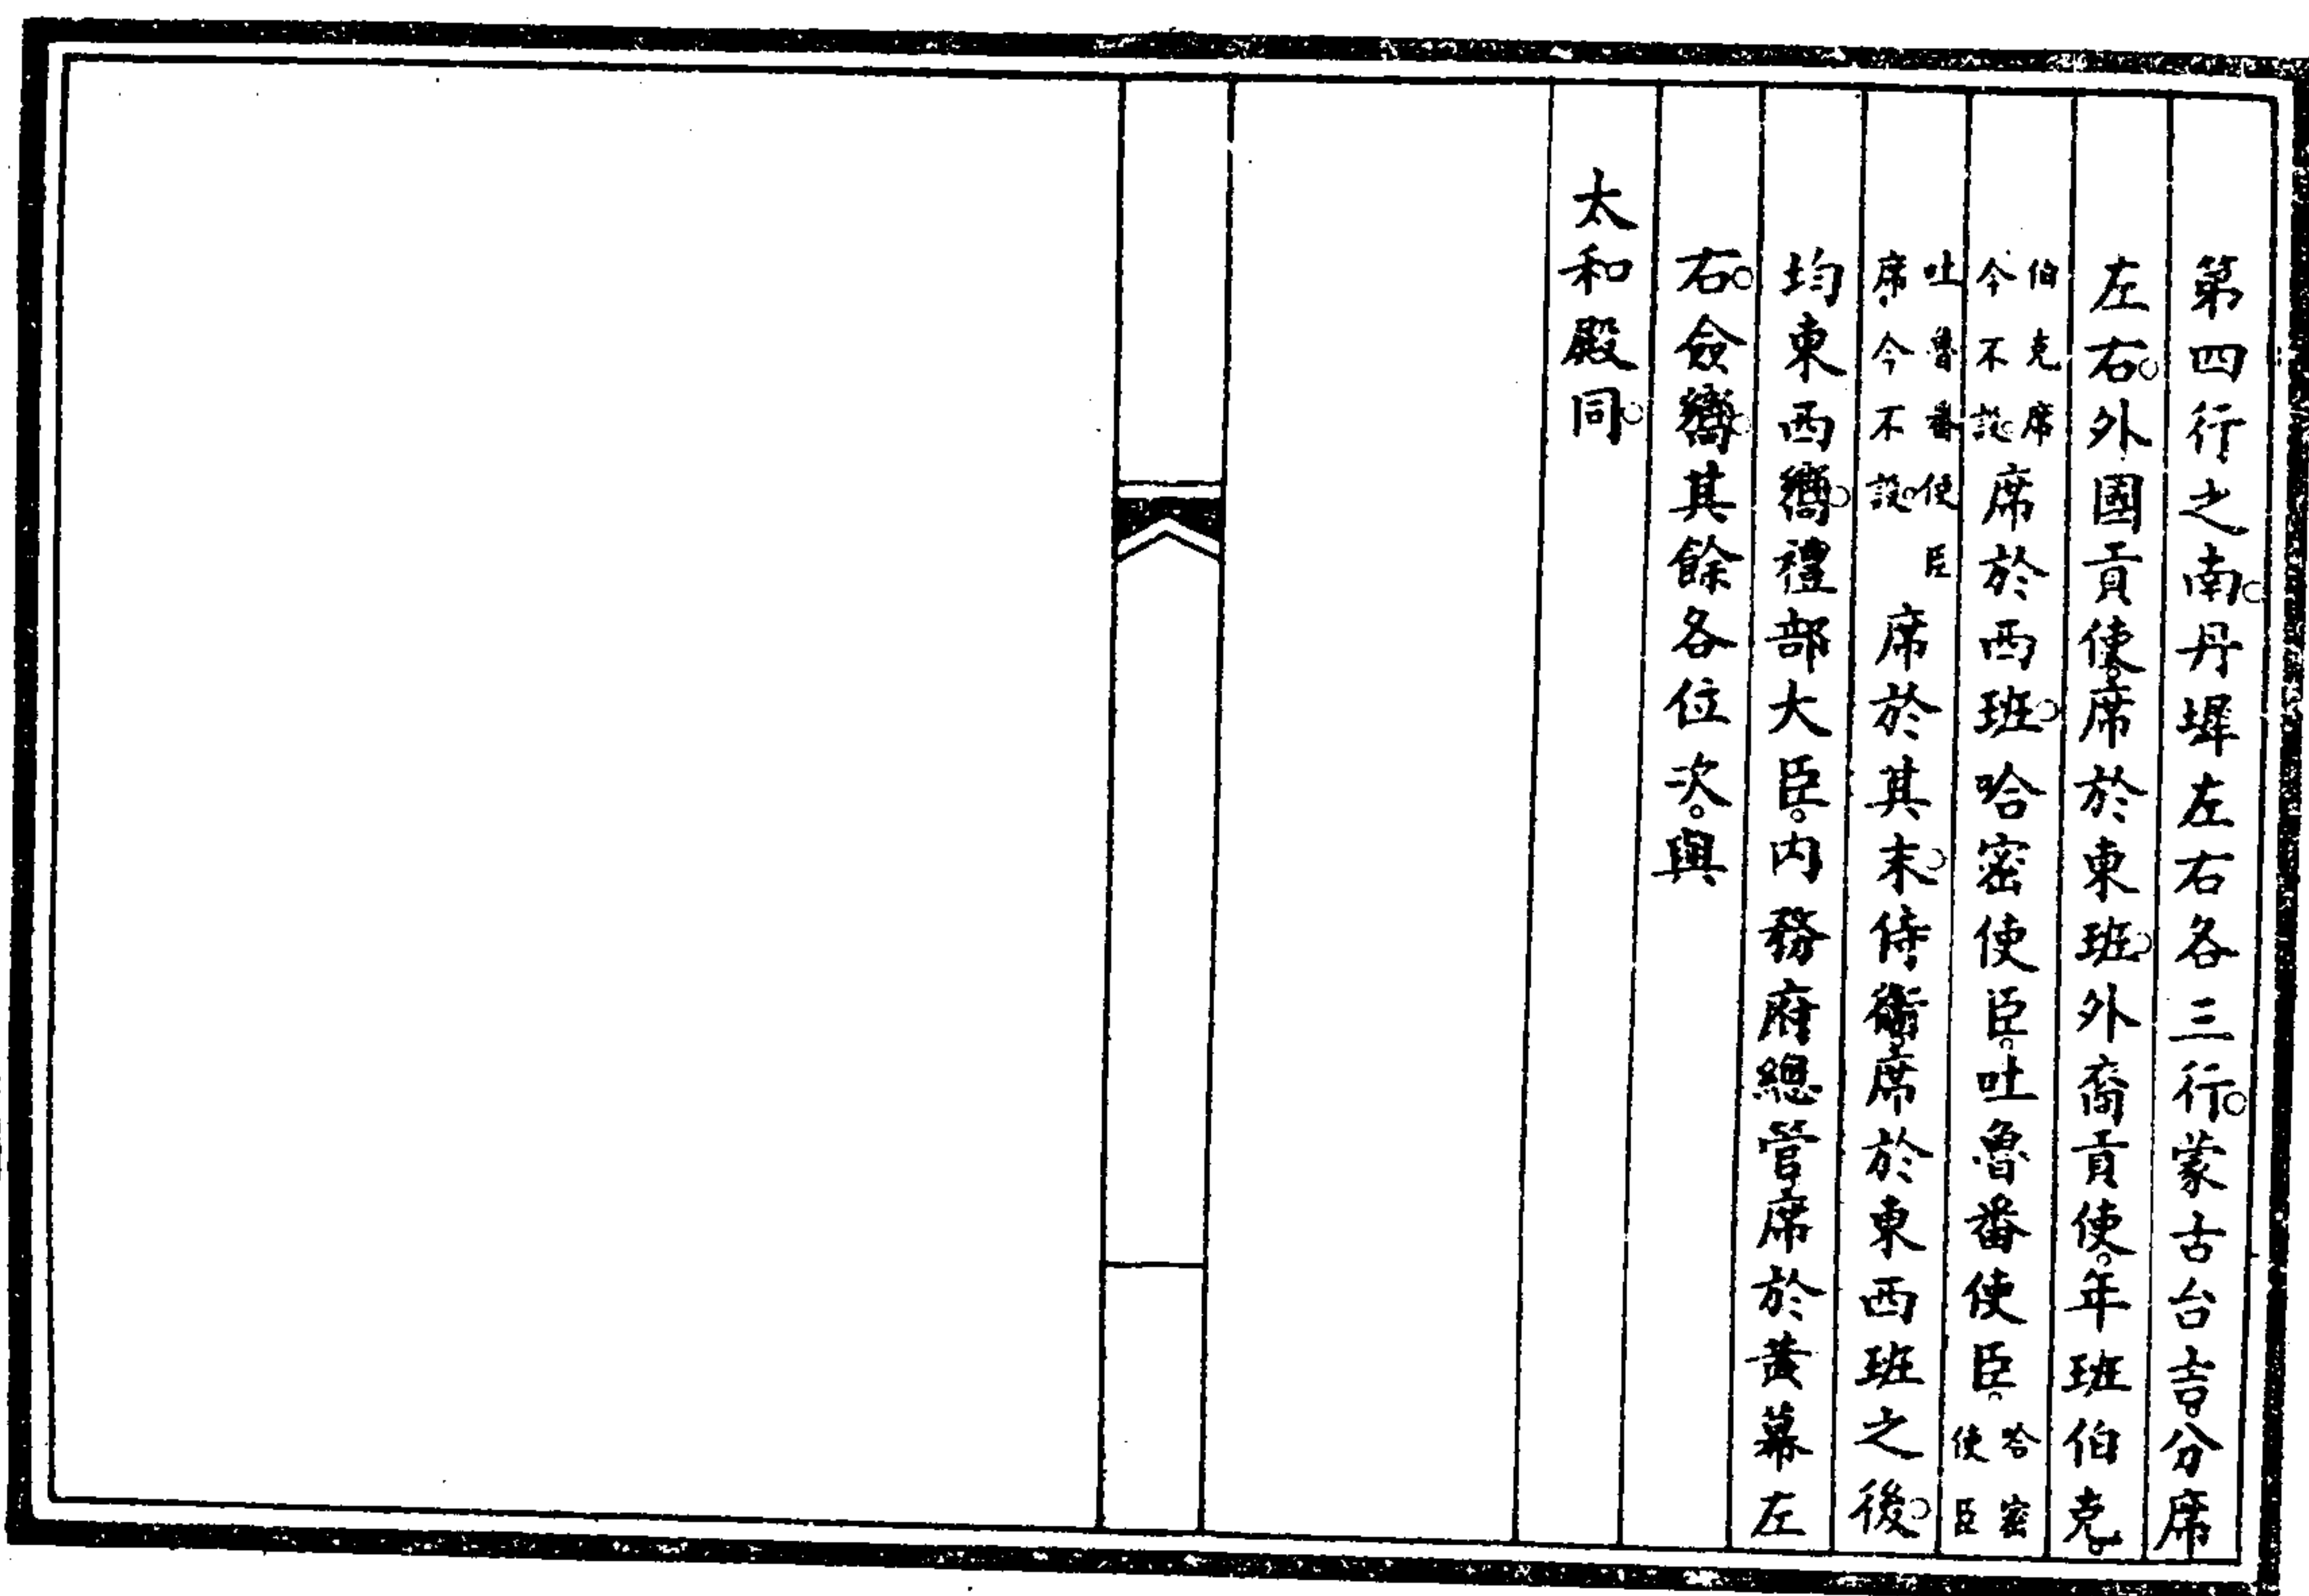 第四行之南。丹墀左右各三行。蒙古台吉。分席
左右。外國貢使。席於東班。外裔貢使。年班伯克。
伯克席今不設。席於西班。哈密使臣。吐魯番使臣。哈密使臣
吐魯番使臣席。今不設。席於其末。侍衛。席於東西班之後。
均東西嚮。禮部大臣。内務府總管。席於黃幕左
右。僉嚮。其餘各位次。與
太和殿同。